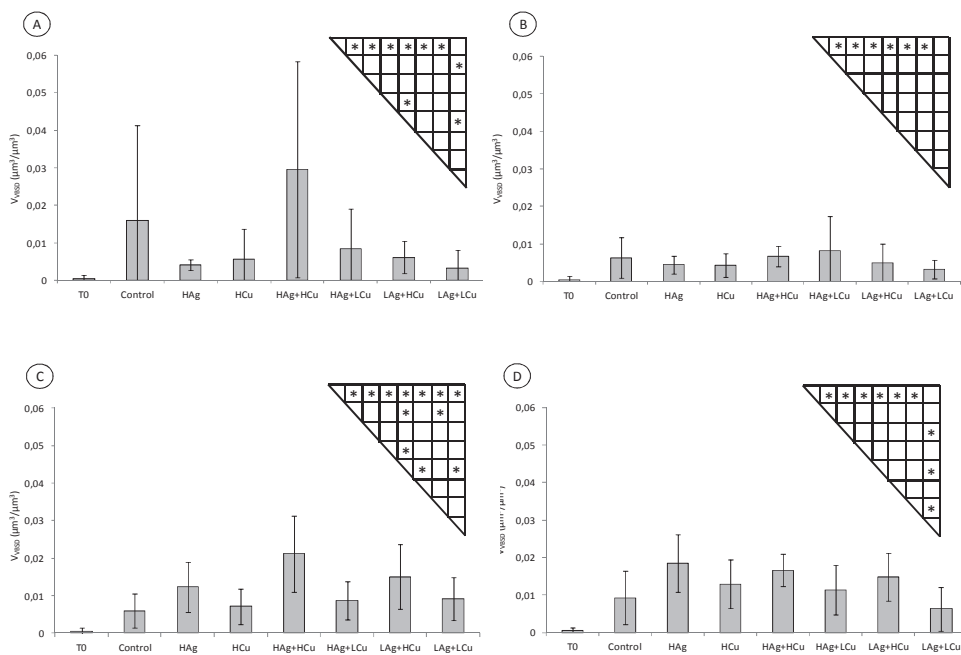 A
B
0,06
0,05
0,04
0,03
0,02
0,01
0
V_VBSD (µm³/µm³)
* * * * * *
*
*
*
T0 Control HAg HCu HAg+HCu HAg+LCu LAg+HCu LAg+LCu
0,06
0,05
0,04
0,03
0,02
0,01
0
V_VBSD (µm³/µm³)
* * * * * *
T0 Control HAg HCu HAg+HCu HAg+LCu LAg+HCu LAg+LCu
C
D
0,06
0,05
0,04
0,03
0,02
0,01
0
V_VBSD (µm³/µm³)
* * * * * * *
* *
*
* *
T0 Control HAg HCu HAg+HCu HAg+LCu LAg+HCu LAg+LCu
0,06
0,05
0,04
0,03
0,02
0,01
0
* * * * * *
*
*
*
T0 Control HAg HCu HAg+HCu HAg+LCu LAg+HCu LAg+LCu